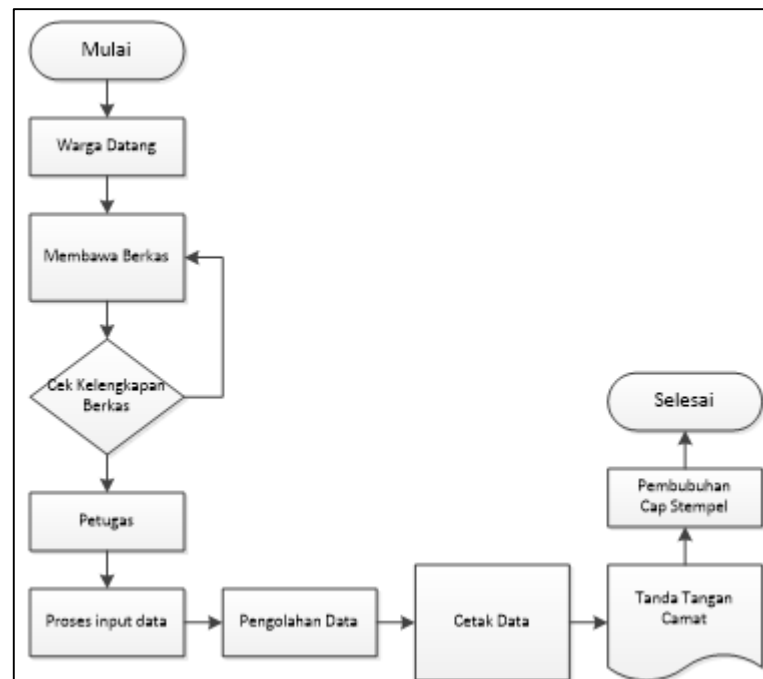 Mulai
Warga Datang
Membawa Berkas
Cek Kelengkapan
Berkas
Petugas
Proses input data
Pengolahan Data
Cetak Data
Tanda Tangan
Camat
Pembubuhan
Cap Stempel
Selesai